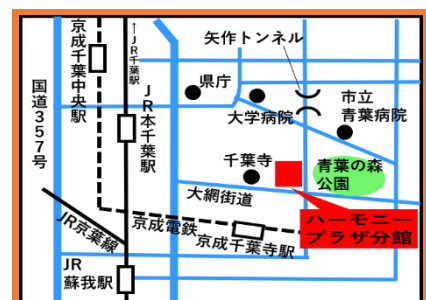 京成千葉中央駅
←JR千葉駅
矢作トンネル
県庁
大学病院
市立
青葉病院
国道357号
JR本千葉駅
千葉寺
青葉の森
公園
大網街道
ハーモニー
プラザ分館
JR京葉線
京成電鉄
京成千葉寺駅
JR
蘇我駅